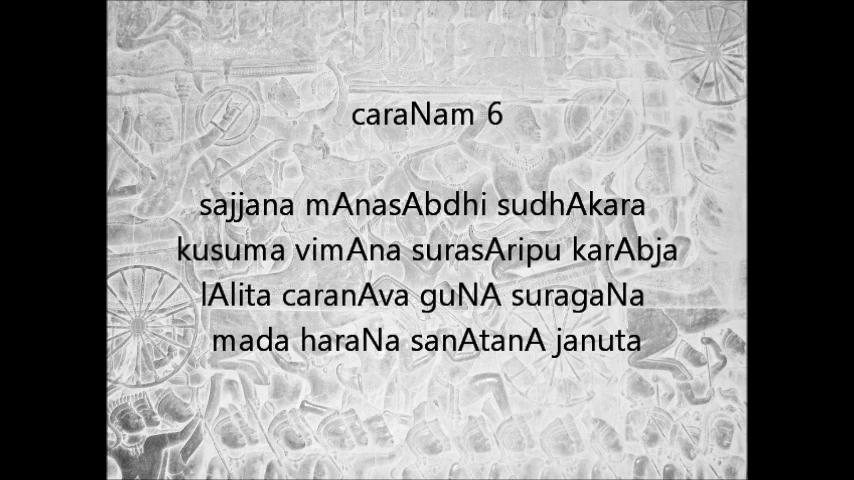 caraNam 6
sajjana mAnasAbdhi sudhAkara
kusuma vimAna surasAripu karAbja
lAlita caranAva guNA suragaNa
mada haraNa sanAtanA januta